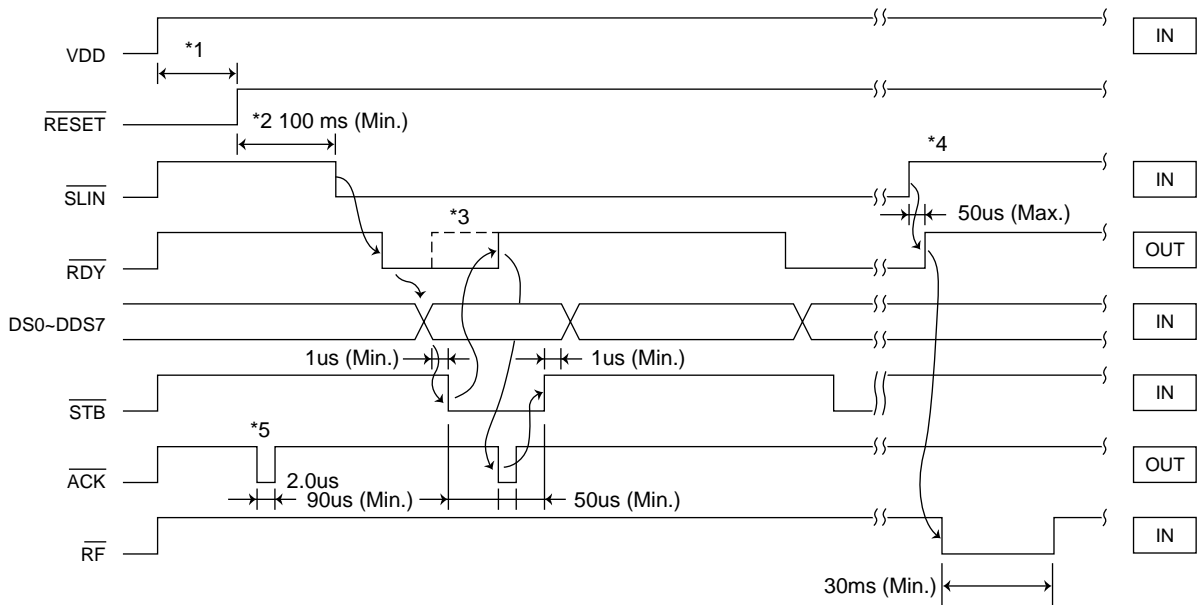 VDD
*1
IN
RESET
*2 100 ms (Min.)
SLIN
*4
IN
50us (Max.)
RDY
*3
OUT
DS0~DDS7
IN
1us (Min.)
1us (Min.)
STB
IN
*5
ACK
2.0us
OUT
90us (Min.)
50us (Min.)
RF
IN
30ms (Min.)